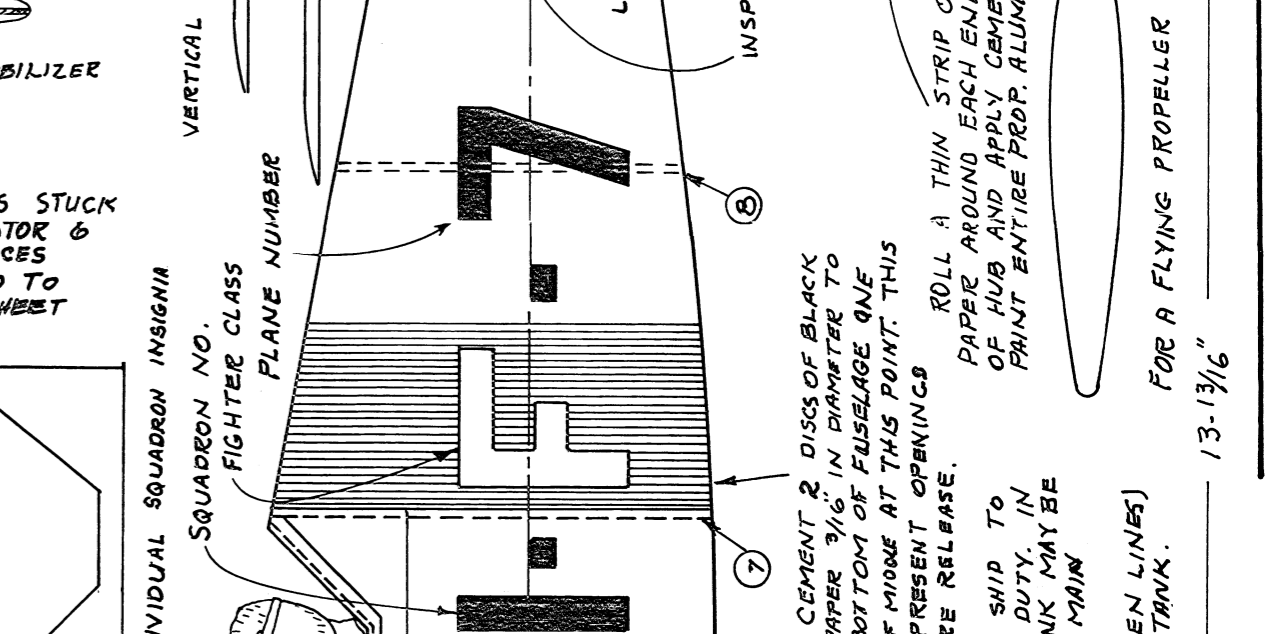 BILIZER
STUCK
TOR &
CES
TO
HEET
VERTICAL
VIDUAL SQUADRON INSIGNIA
SQUADRON NO.
FIGHTER CLASS
PLANE NUMBER
7
F
INSP
8
7
CEMENT 2 DISCS OF BLACK
PAPER 3/16" IN DIAMETER TO
BOTTOM OF FUSELAGE ONE
MIDDLE AT THIS POINT. THIS
PRESENT OPENINGS
RE RELEASE.
ROLL A THIN STRIP
PAPER AROUND EACH EN
OF HUB AND APPLY CEME
PAINT ENTIRE PROP. ALUM
SHIP TO
DUTY. IN
NK MAY BE
MAIN
EN LINES)
TANK.
FOR A FLYING PROPELLER
13-13/16"